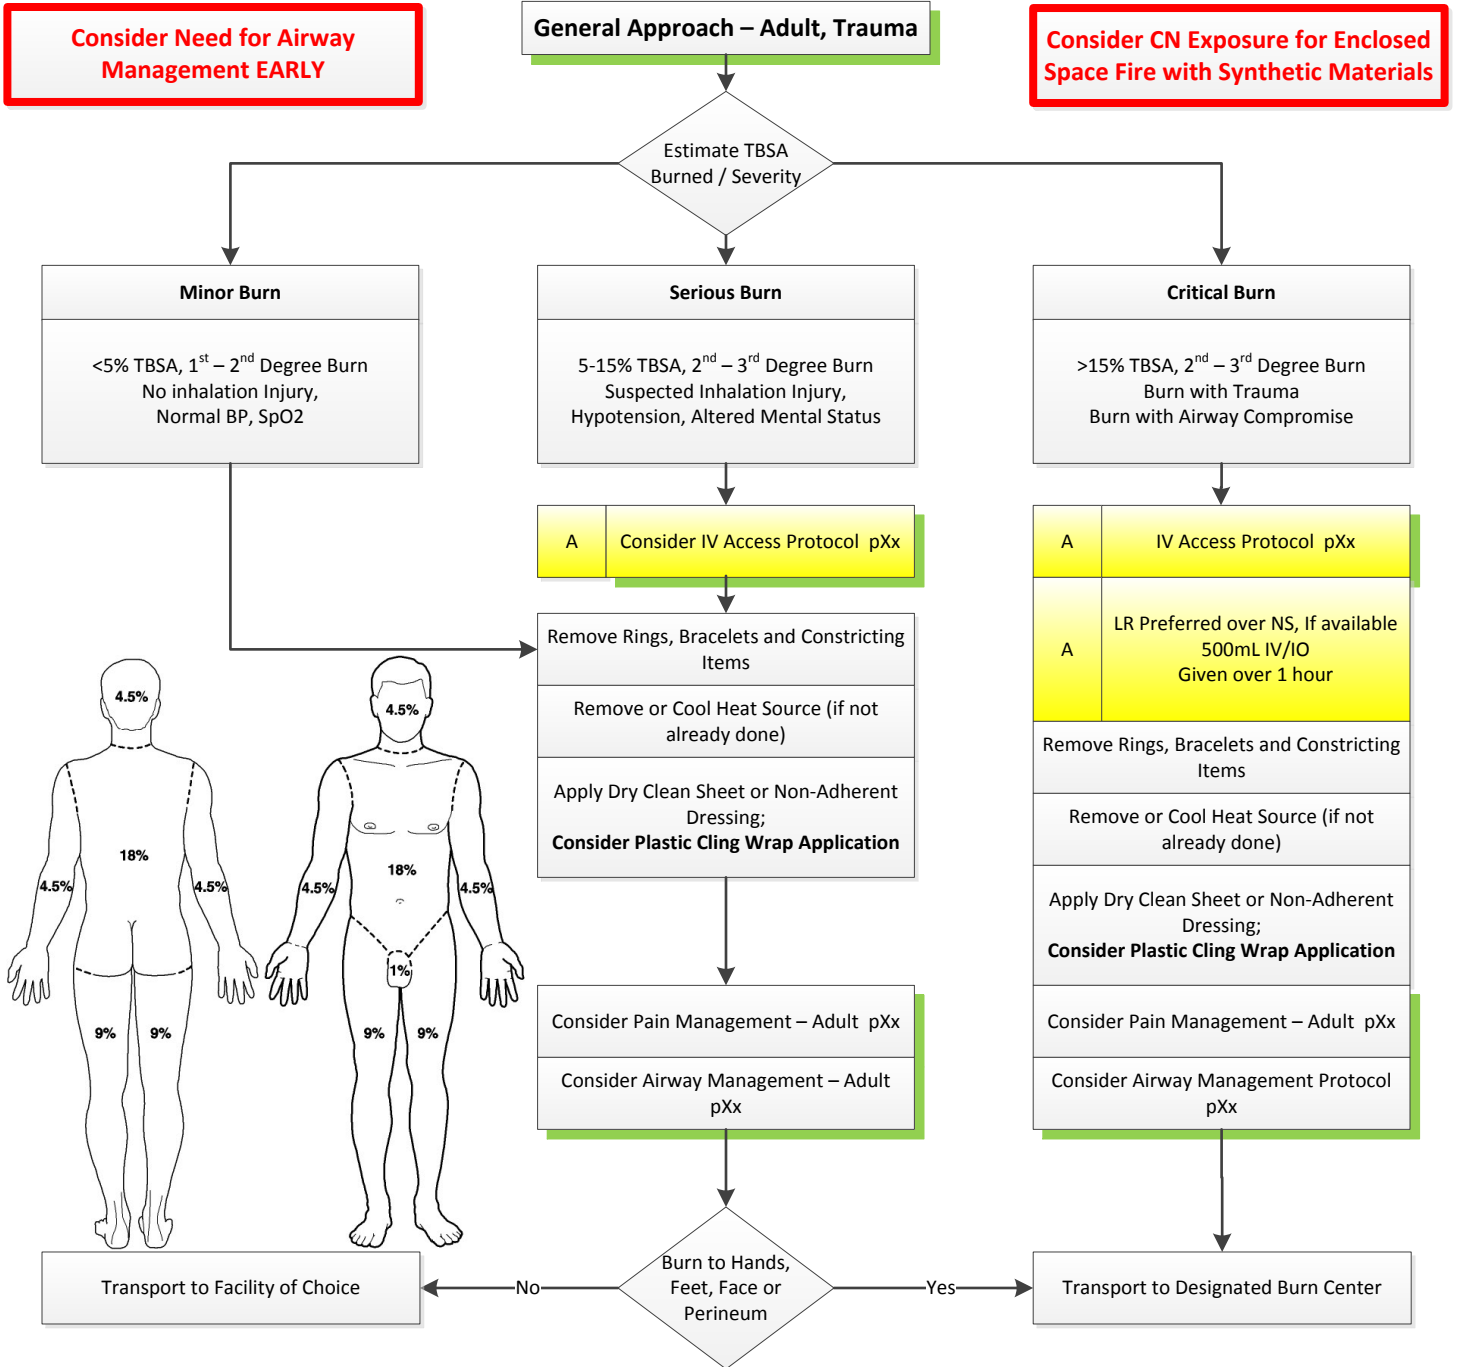 Consider Need for Airway
Management EARLY
General Approach – Adult, Trauma
Consider CN Exposure for Enclosed
Space Fire with Synthetic Materials
Estimate TBSA
Burned / Severity
Minor Burn
<5% TBSA, 1st – 2nd Degree Burn
No inhalation Injury,
Normal BP, SpO2
Serious Burn
5-15% TBSA, 2nd – 3rd Degree Burn
Suspected Inhalation Injury,
Hypotension, Altered Mental Status
Critical Burn
>15% TBSA, 2nd – 3rd Degree Burn
Burn with Trauma
Burn with Airway Compromise
A
Consider IV Access Protocol pXx
Remove Rings, Bracelets and Constricting
Items
Remove or Cool Heat Source (if not
already done)
Apply Dry Clean Sheet or Non-Adherent
Dressing;
Consider Plastic Cling Wrap Application
Consider Pain Management – Adult pXx
Consider Airway Management – Adult
pXx
A
IV Access Protocol pXx
A
LR Preferred over NS, If available
500mL IV/IO
Given over 1 hour
Remove Rings, Bracelets and Constricting
Items
Remove or Cool Heat Source (if not
already done)
Apply Dry Clean Sheet or Non-Adherent
Dressing;
Consider Plastic Cling Wrap Application
Consider Pain Management – Adult pXx
Consider Airway Management Protocol
pXx
4.5%
18%
4.5%
4.5%
9%
9%
4.5%
18%
4.5%
4.5%
1%
9%
9%
Burn to Hands,
Feet, Face or
Perineum
No
Yes
Transport to Facility of Choice
Transport to Designated Burn Center